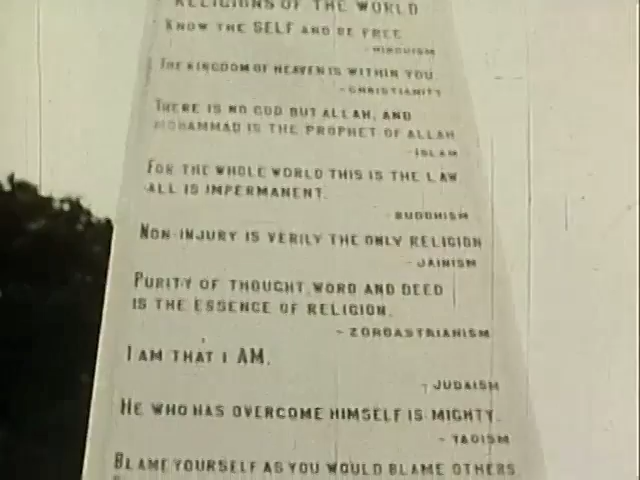 RELIGIONS OF THE WORLD
KNOW THE SELF AND BE FREE
- HINDUISM
THE KINGDOM OF HEAVEN IS WITHIN YOU
- CHRISTIANITY
THERE IS NO GOD BUT ALLAH, AND
MOHAMMAD IS THE PROPHET OF ALLAH
- ISLAM
FOR THE WHOLE WORLD THIS IS THE LAW
ALL IS IMPERMANENT.
- BUDDHISM
NON-INJURY IS VERILY THE ONLY RELIGION
- JAINISM
PURITY OF THOUGHT, WORD AND DEED
IS THE ESSENCE OF RELIGION.
- ZOROASTRIANISM
I AM THAT I AM.
- JUDAISM
HE WHO HAS OVERCOME HIMSELF IS MIGHTY.
- TAOISM
BLAME YOURSELF AS YOU WOULD BLAME OTHERS